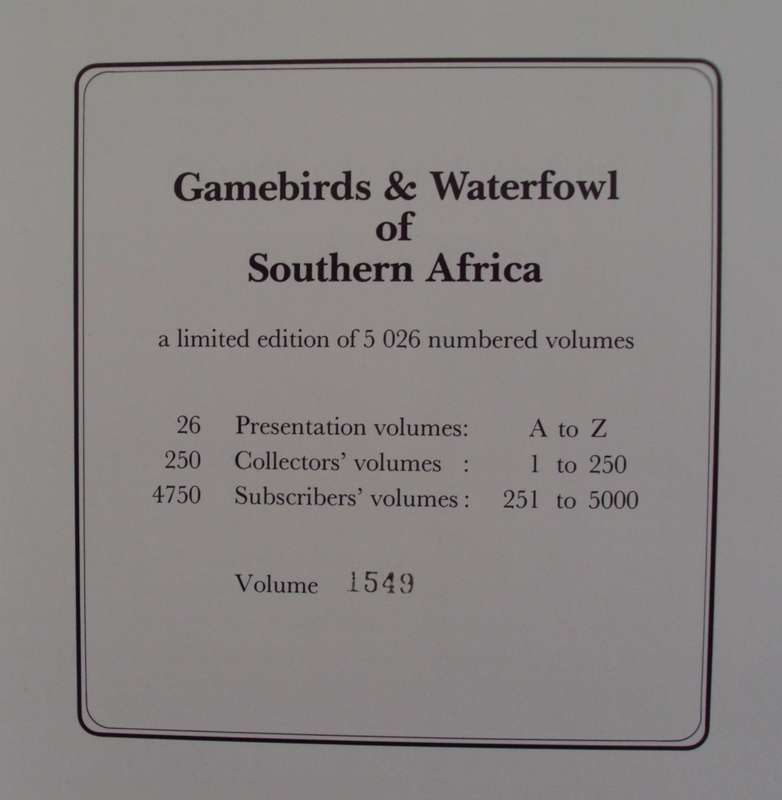 Gamebirds & Waterfowl
of
Southern Africa
a limited edition of 5 026 numbered volumes
26 Presentation volumes: A to Z
250 Collectors' volumes : 1 to 250
4750 Subscribers' volumes : 251 to 5000
Volume 1549